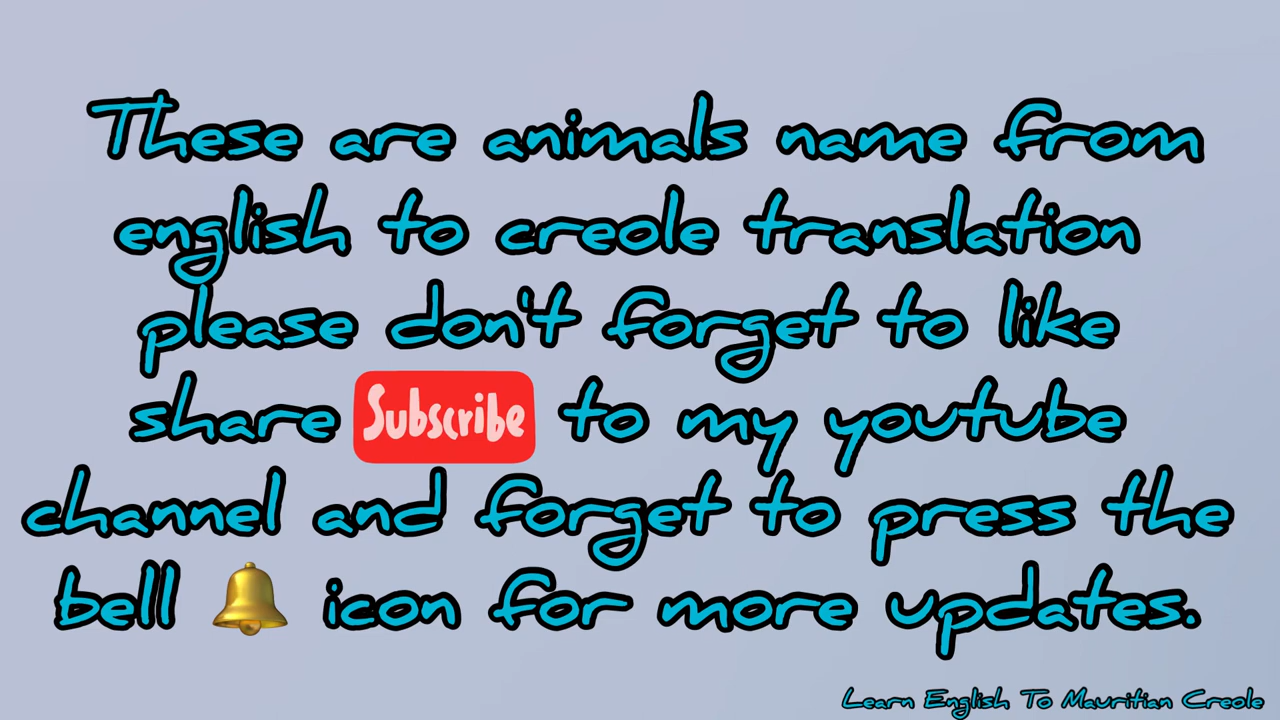 These are animals name from
english to creole translation
please don't forget to like
share Subscribe to my youtube
channel and forget to press the
bell 🔔 icon for more updates.
Learn English To Mauritian Creole